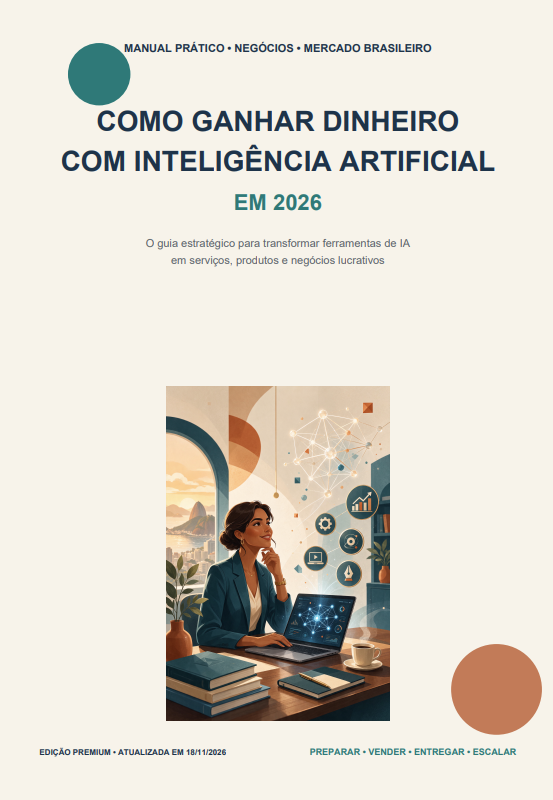 MANUAL PRÁTICO • NEGÓCIOS • MERCADO BRASILEIRO
COMO GANHAR DINHEIRO
COM INTELIGÊNCIA ARTIFICIAL
EM 2026
O guia estratégico para transformar ferramentas de IA
em serviços, produtos e negócios lucrativos
EDIÇÃO PREMIUM • ATUALIZADA EM 18/11/2026
PREPARAR • VENDER • ENTREGAR • ESCALAR